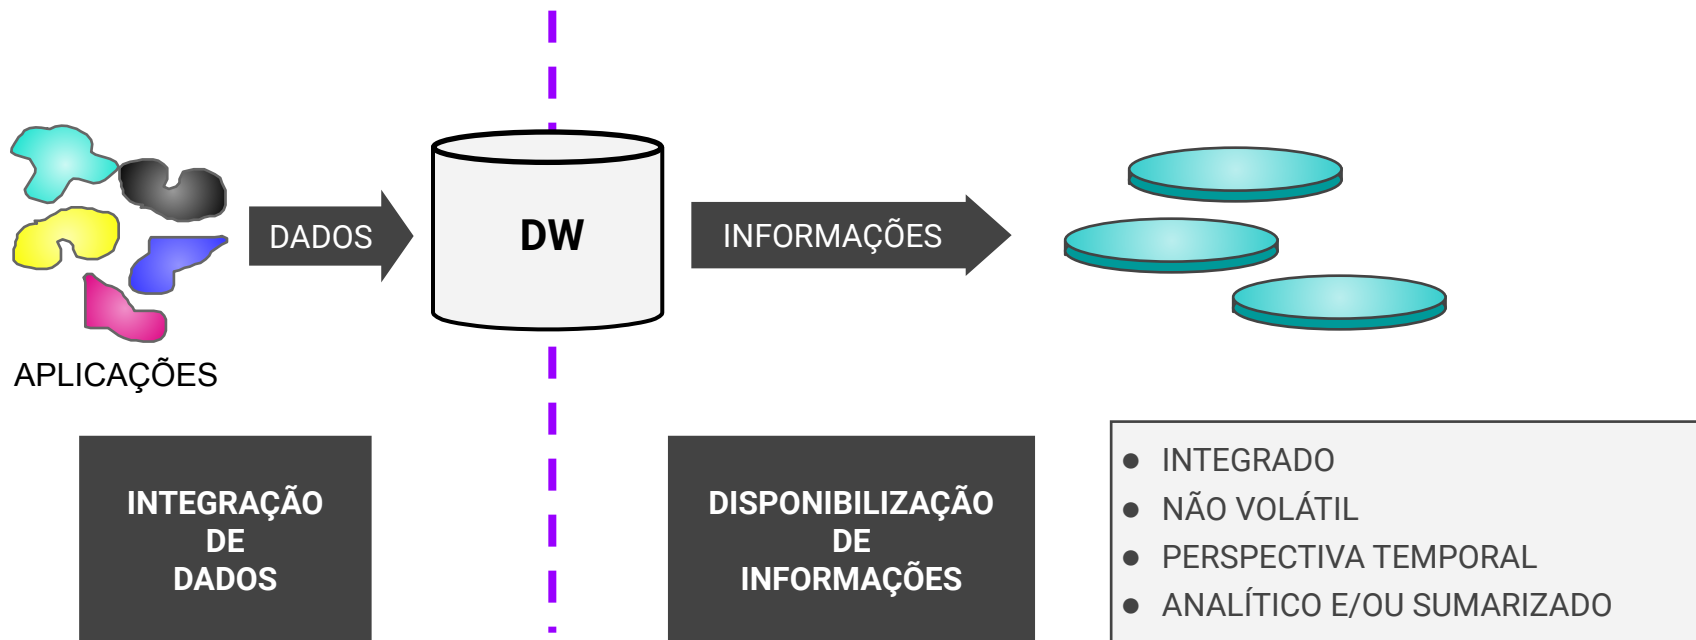 DADOS
DW
INFORMAÇÕES
APLICAÇÕES
INTEGRAÇÃO
DE
DADOS
DISPONIBILIZAÇÃO
DE
INFORMAÇÕES
● INTEGRADO
● NÃO VOLÁTIL
● PERSPECTIVA TEMPORAL
● ANALÍTICO E/OU SUMARIZADO